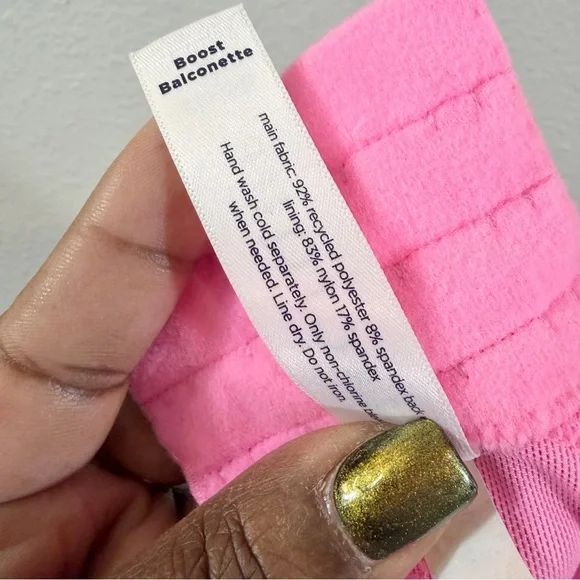 Boost
Balconette
main fabric: 92% recycled polyester 8% spandex back
lining: 83% nylon 17% spandex
Hand wash cold separately. Only non-chlorine
when needed. Line dry. Do not iron.